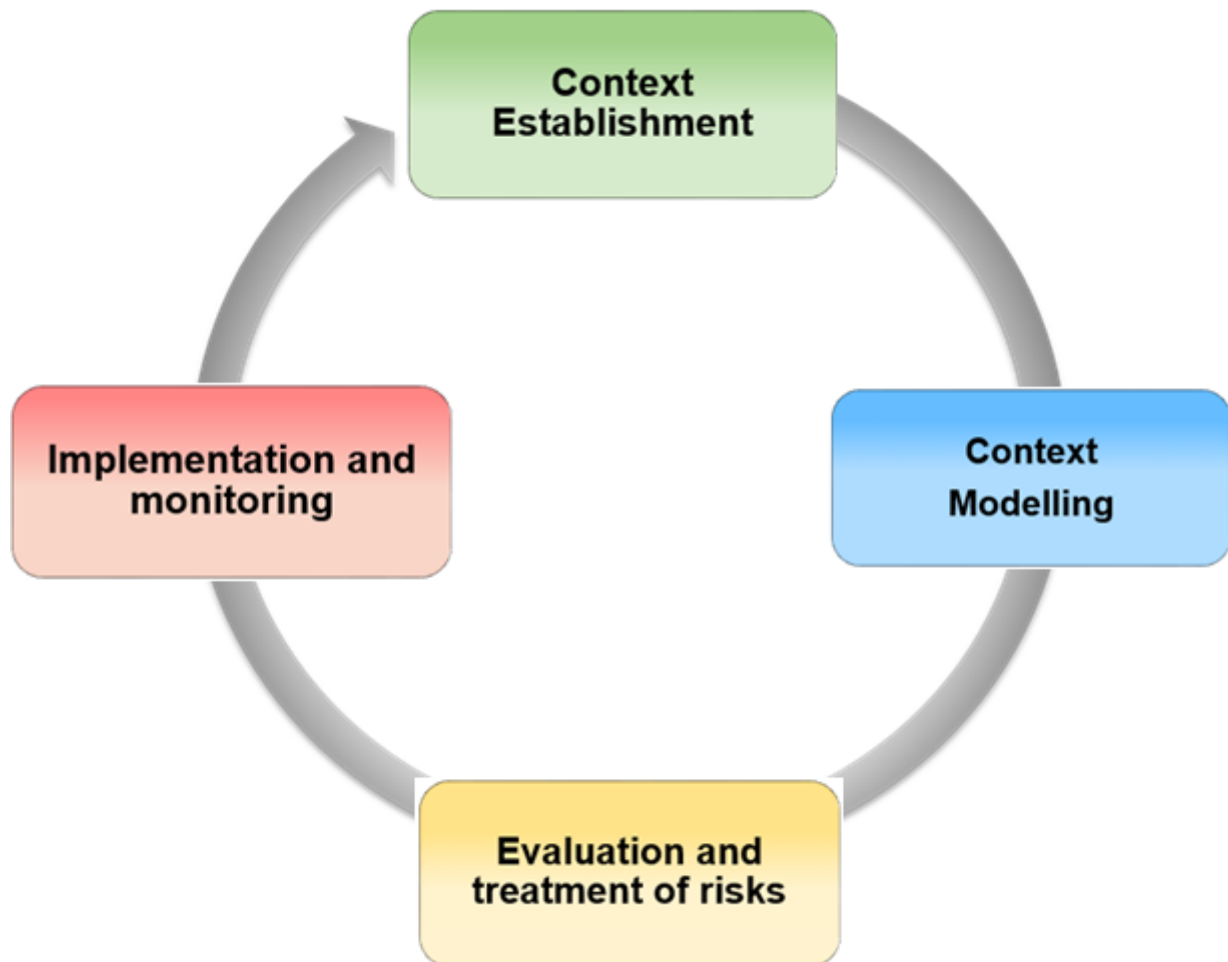 Context
Establishment
Context
Modelling
Evaluation and
treatment of risks
Implementation and
monitoring